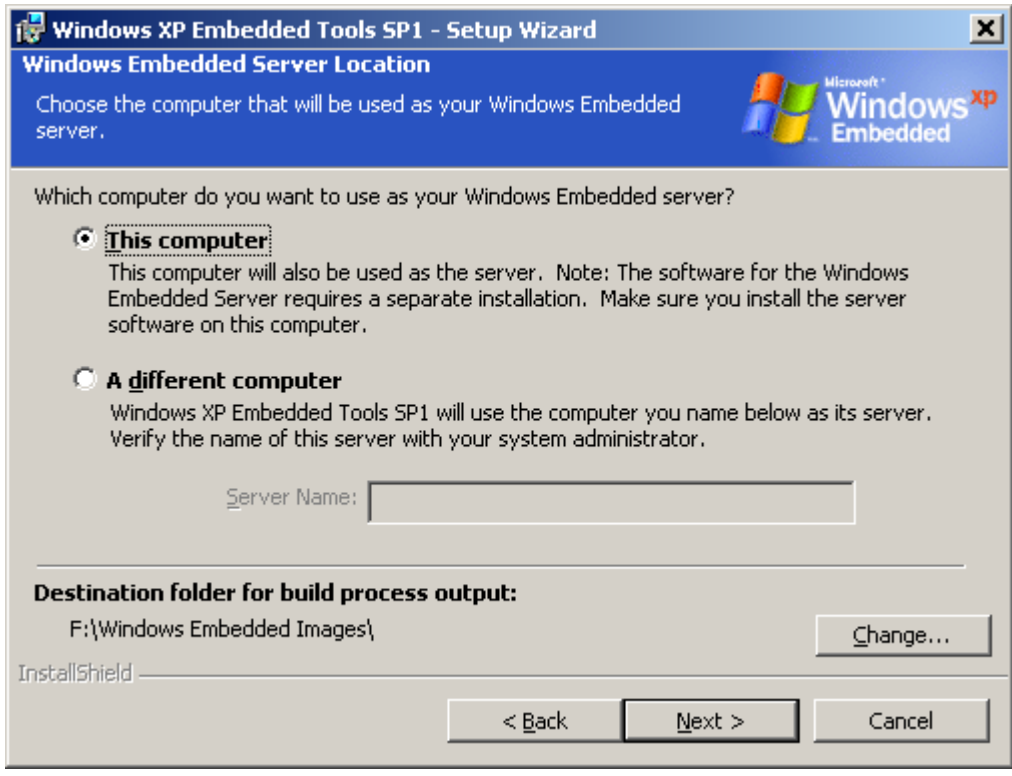 Windows XP Embedded Tools SP1 - Setup Wizard
Windows Embedded Server Location
Choose the computer that will be used as your Windows Embedded
server.
Microsoft
Windows xp
Embedded
Which computer do you want to use as your Windows Embedded server?
This computer
This computer will also be used as the server.  Note: The software for the Windows
Embedded Server requires a separate installation.  Make sure you install the server
software on this computer.
A different computer
Windows XP Embedded Tools SP1 will use the computer you name below as its server.
Verify the name of this server with your system administrator.
Server Name:
Destination folder for build process output:
F:\Windows Embedded Images\
Change...
InstallShield
< Back
Next >
Cancel